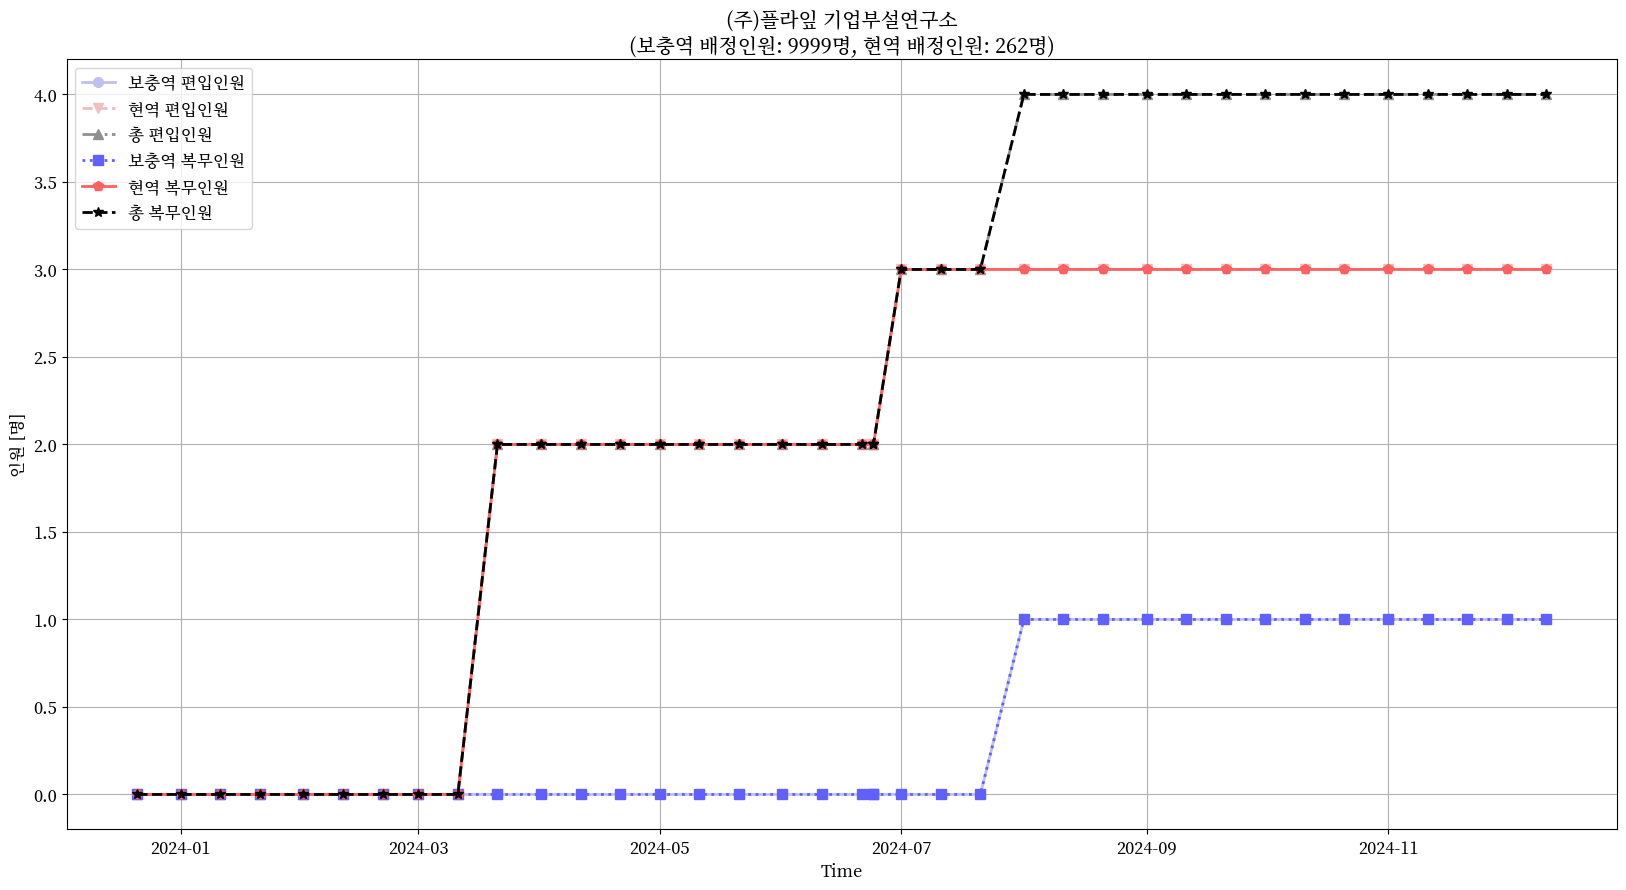 (주)플라잎 기업부설연구소
(보충역 배정인원: 9999명, 현역 배정인원: 262명)
보충역 편입인원
현역 편입인원
총 편입인원
보충역 복무인원
현역 복무인원
총 복무인원
인원 [명]
4.0
3.5
3.0
2.5
2.0
1.5
1.0
0.5
0.0
2024-01
2024-03
2024-05
2024-07
2024-09
2024-11
Time